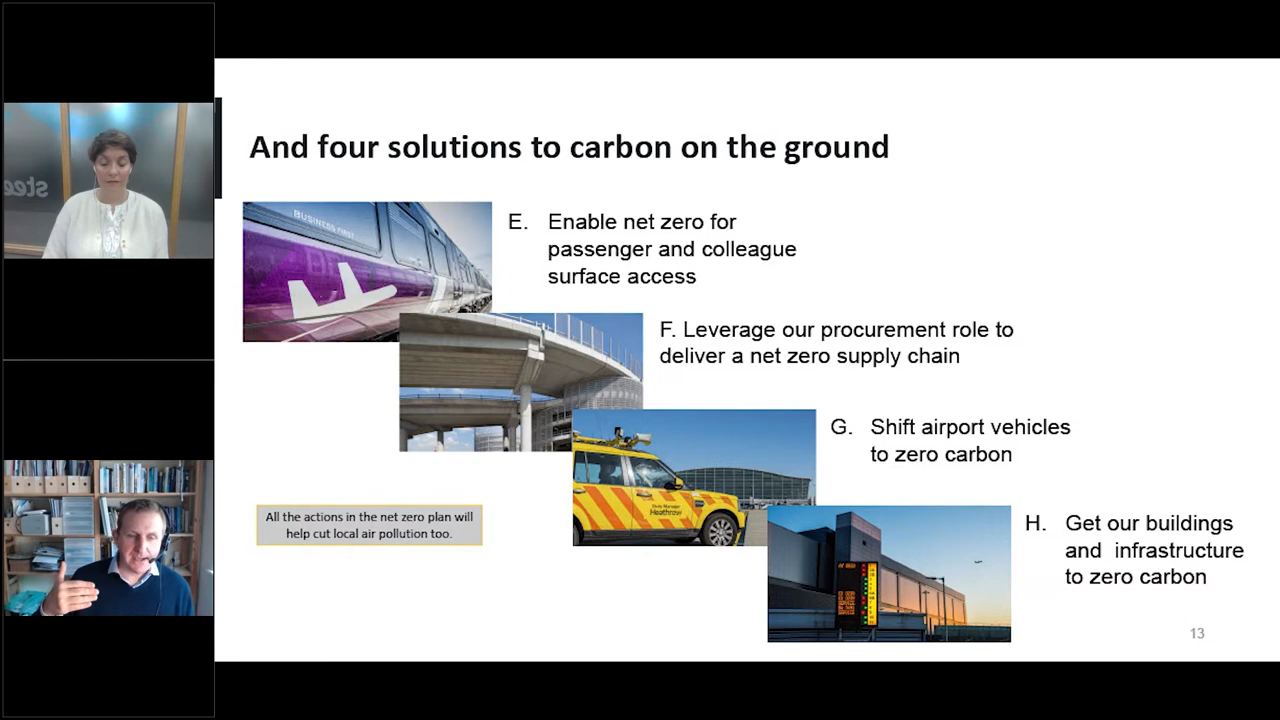 And four solutions to carbon on the ground
BUSINESS FIRST
E. Enable net zero for
passenger and colleague
surface access
F. Leverage our procurement role to
deliver a net zero supply chain
G. Shift airport vehicles
to zero carbon
Heathrow
All the actions in the net zero plan will
help cut local air pollution too.
H. Get our buildings
and infrastructure
to zero carbon
13